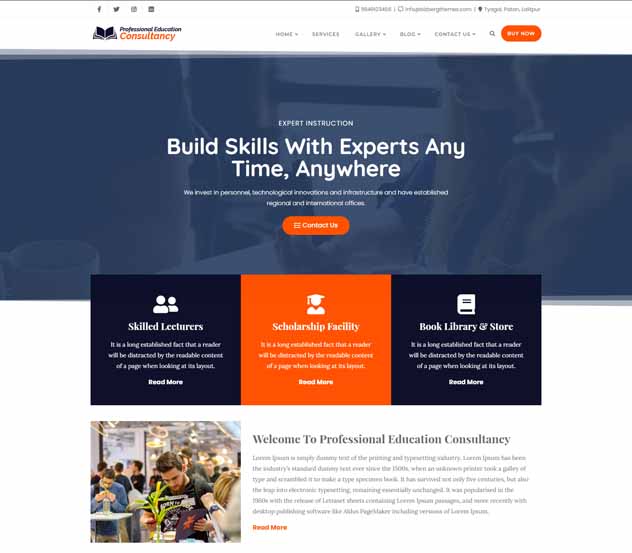 9849103466 | info@sldbergthemes.com | Tyagal, Patan, Lalitpur
Professional Education
Consultancy
HOME SERVICES GALLERY BLOG CONTACT US BUY NOW
EXPERT INSTRUCTION
Build Skills With Experts Any
Time, Anywhere
We invest in personnel, technological innovations and infrastructure and have established
regional and international offices.
Contact Us
Skilled Lecturers
It is a long established fact that a reader
will be distracted by the readable content
of a page when looking at its layout.
Read More
Scholarship Facility
It is a long established fact that a reader
will be distracted by the readable content
of a page when looking at its layout.
Read More
Book Library & Store
It is a long established fact that a reader
will be distracted by the readable content
of a page when looking at its layout.
Read More
Welcome To Professional Education Consultancy
Lorem Ipsum is simply dummy text of the printing and typesetting industry. Lorem Ipsum has been
the industry's standard dummy text ever since the 1500s, when an unknown printer took a galley of
type and scrambled it to make a type specimen book. It has survived not only five centuries, but also
the leap into electronic typesetting, remaining essentially unchanged. It was popularised in the
1960s with the release of Letraset sheets containing Lorem Ipsum passages, and more recently with
desktop publishing software like Aldus PageMaker including versions of Lorem Ipsum.
Read More